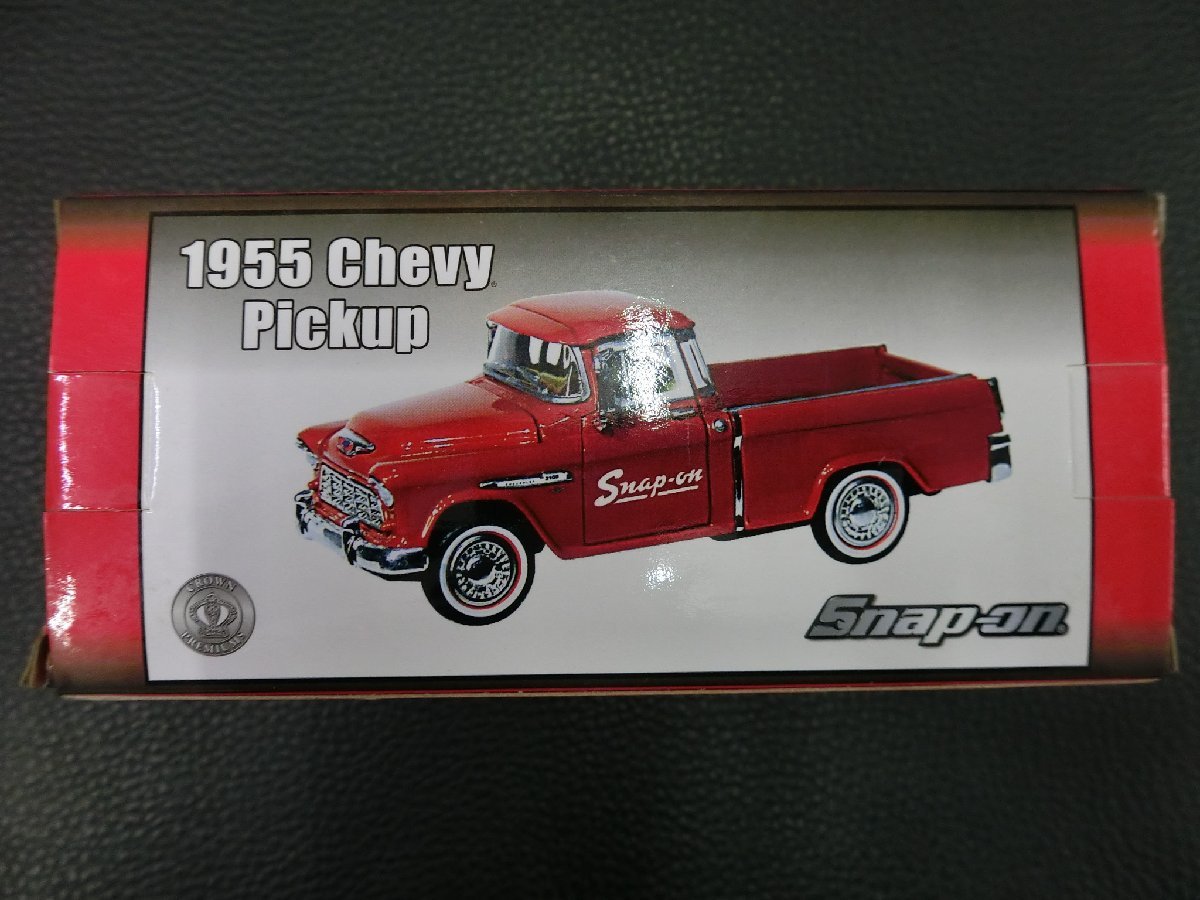 1955 Chevy®
Pickup
Snap-on
CROWN
PREMIUMS
Snap-on®